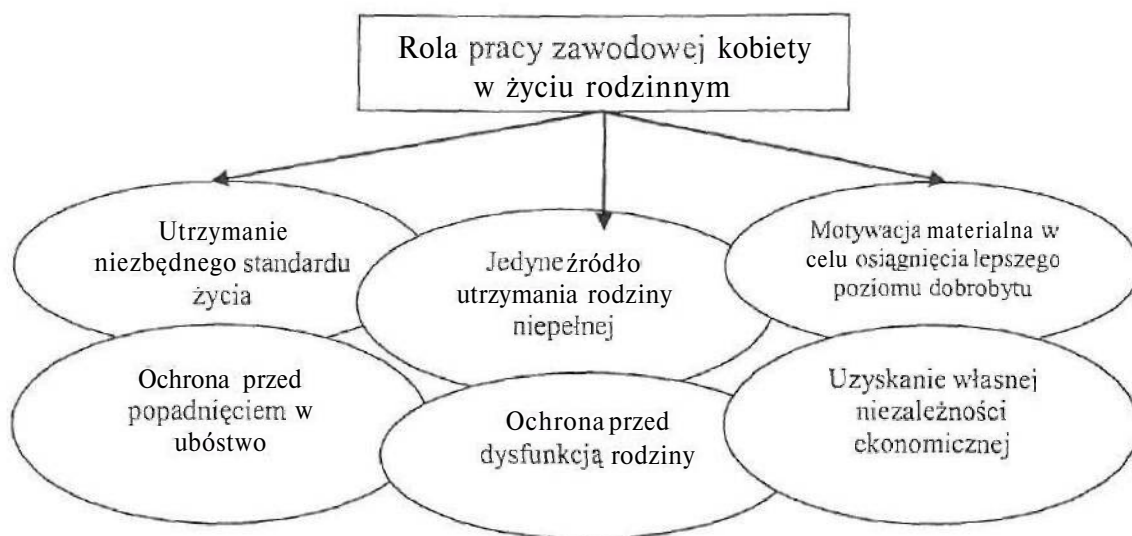 Rola pracy zawodowej kobiety
w życiu rodzinnym
Utrzymanie
niezbędnego standardu
życia
Jedyne źródło
utrzymania rodziny
niepełnej
Motywacja materialna w
celu osiągnięcia lepszego
poziomu dobrobytu
Ochrona przed
popadnięciem w
ubóstwo
Ochrona przed
dysfunkcją rodziny
Uzyskanie własnej
niezależności
ekonomicznej